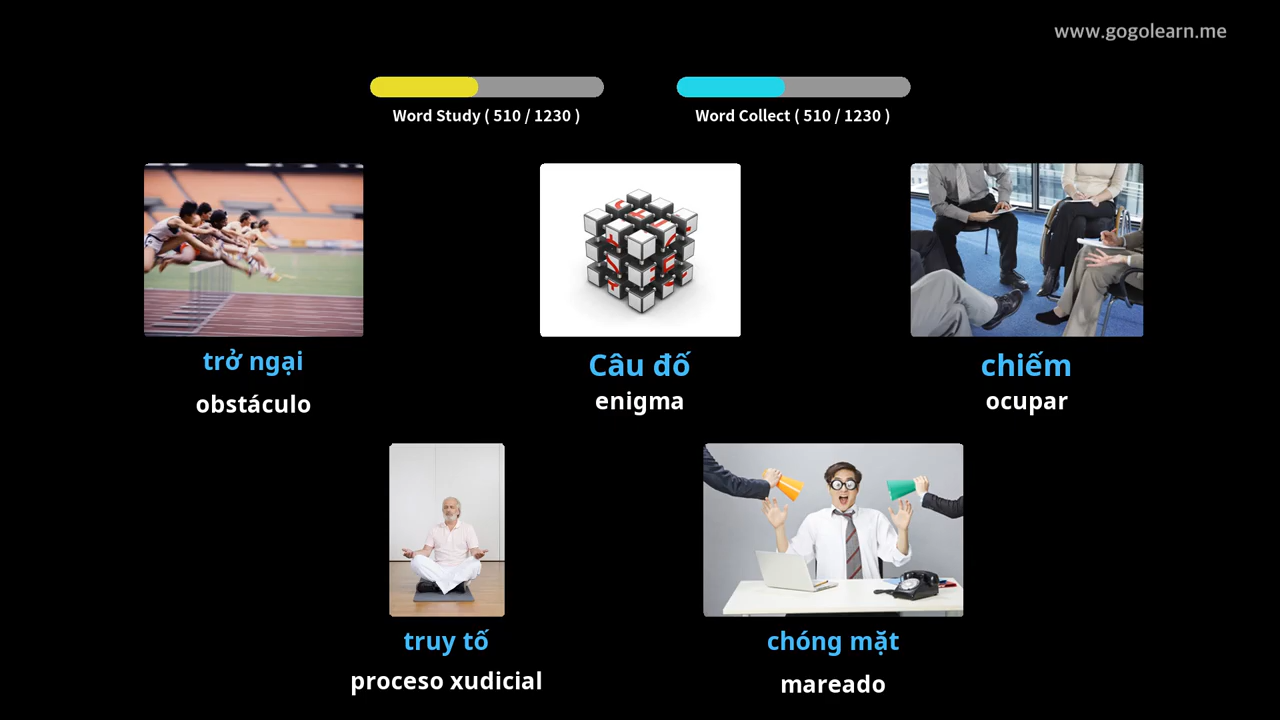 www.gogolearn.me
Word Study ( 510 / 1230 )
Word Collect ( 510 / 1230 )
trở ngại
obstáculo
Câu đố
enigma
chiếm
ocupar
truy tố
proceso xudicial
chóng mặt
mareado